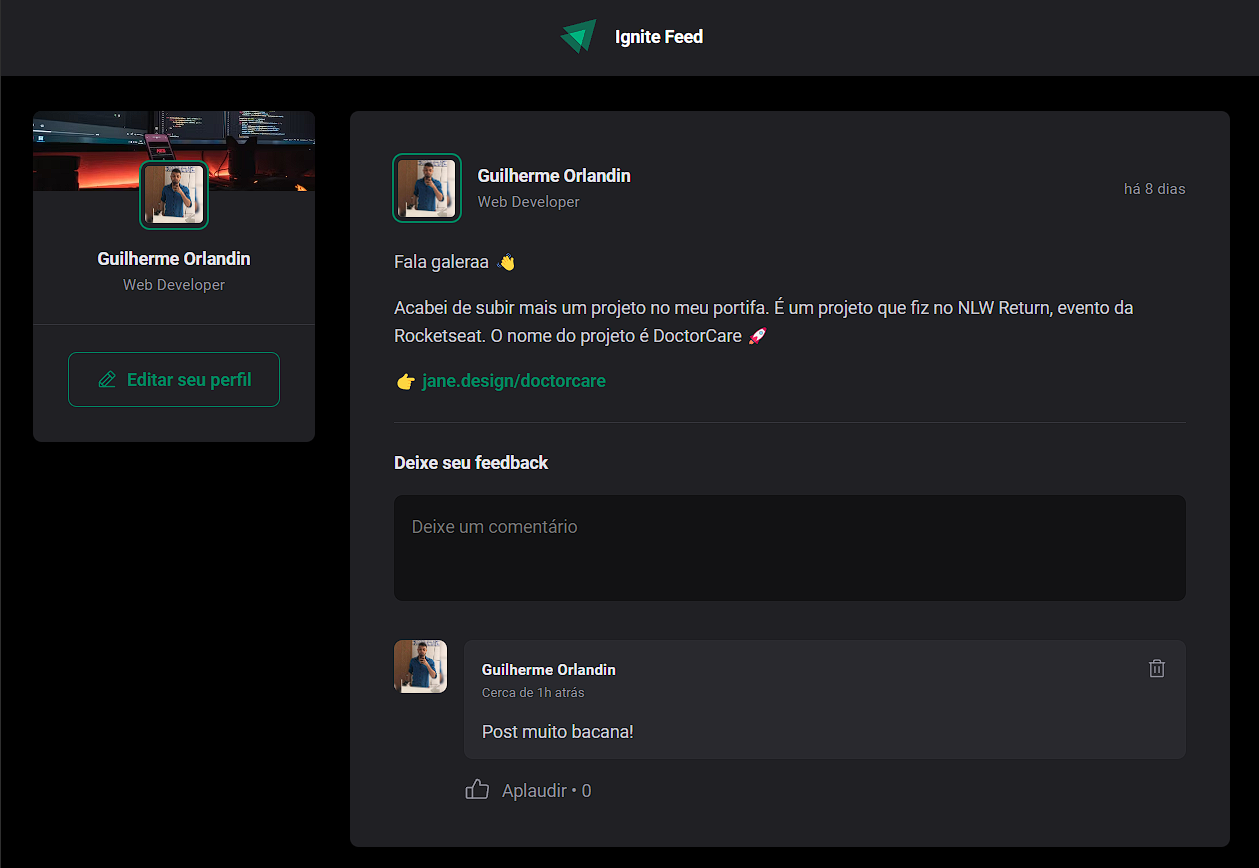 Ignite Feed
Guilherme Orlandin
Web Developer
Editar seu perfil
Guilherme Orlandin
Web Developer
há 8 dias
Fala galeraa 👋
Acabei de subir mais um projeto no meu portifa. É um projeto que fiz no NLW Return, evento da
Rocketseat. O nome do projeto é DoctorCare 🚀
👉 jane.design/doctorcare
Deixe seu feedback
Deixe um comentário
Guilherme Orlandin
Cerca de 1h atrás
Post muito bacana!
Aplaudir • 0